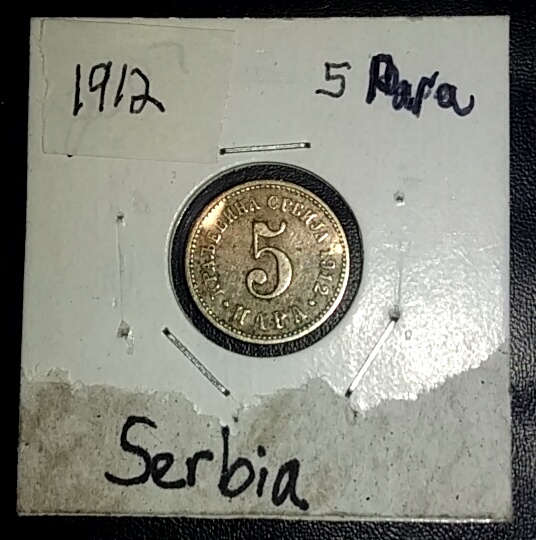 1912
5 Para
КРАЉЕВИНА СРБИЈА 1912.
5
ПАРА
Serbia